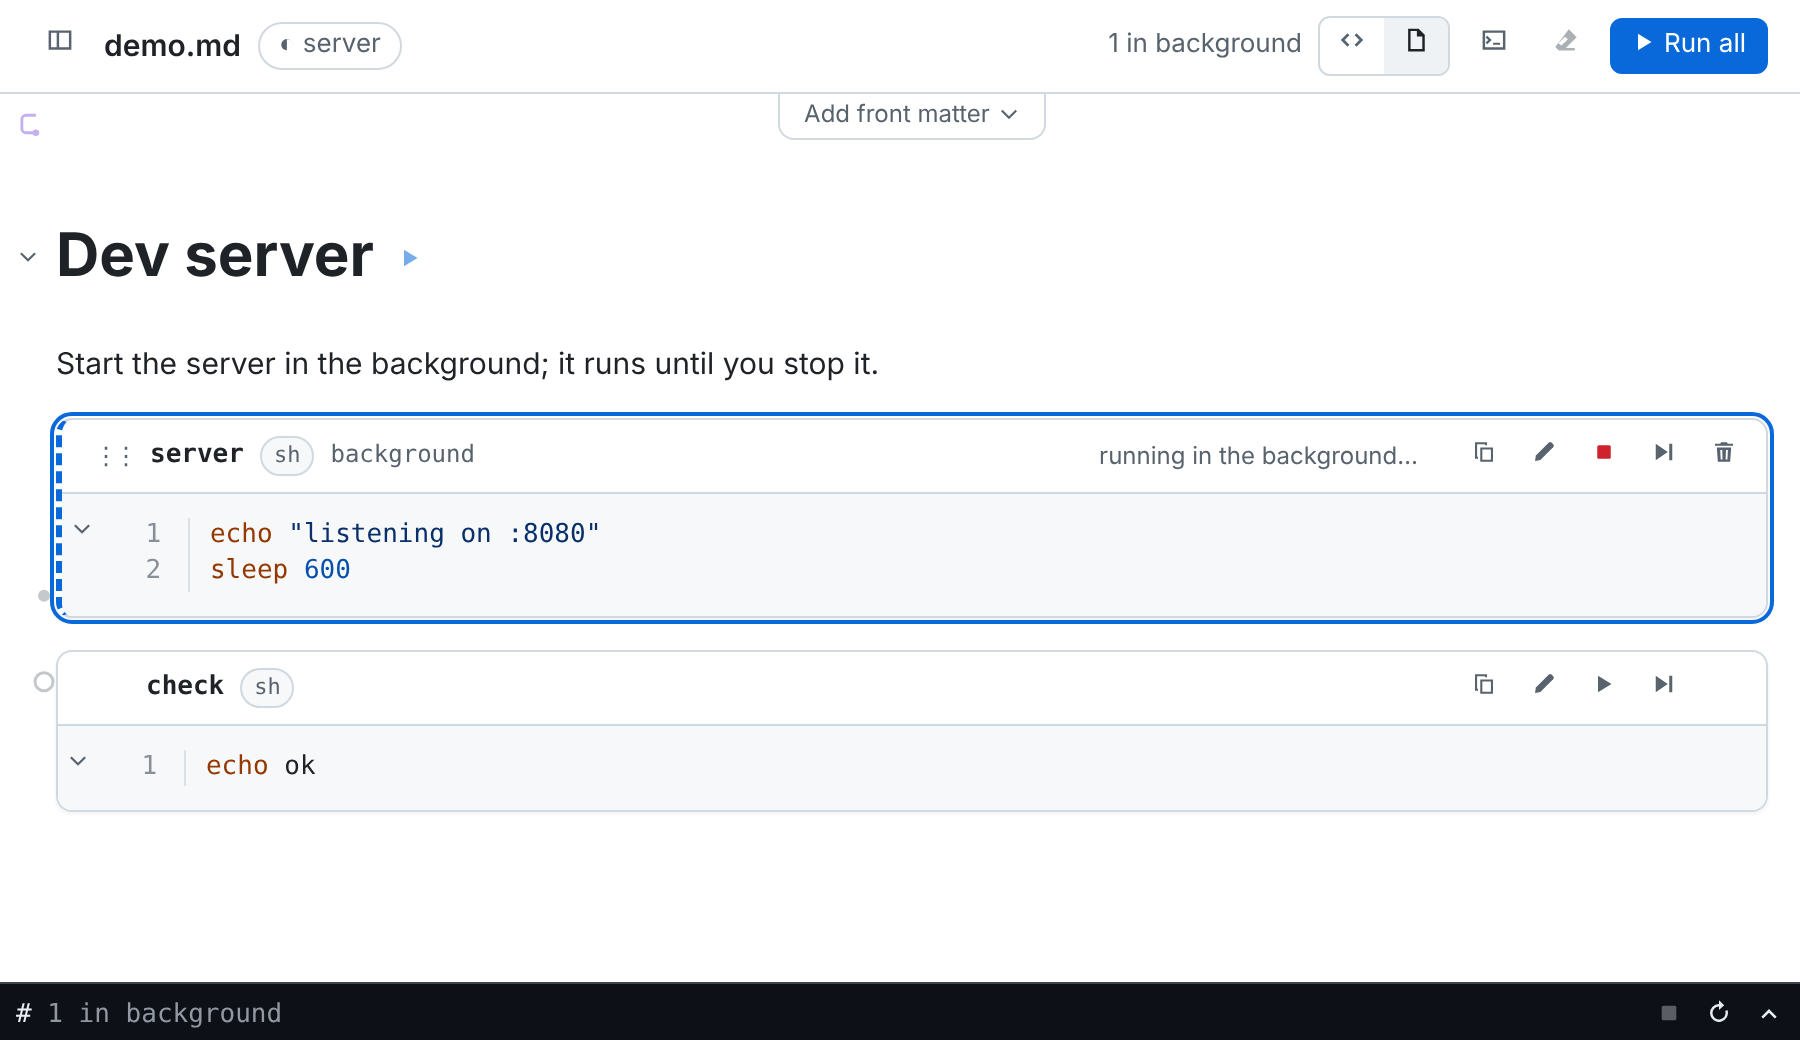 demo.md server 1 in background Run all
Add front matter
Dev server
Start the server in the background; it runs until you stop it.
server sh background running in the background...
1 echo "listening on :8080"
2 sleep 600
check sh
1 echo ok
# 1 in background